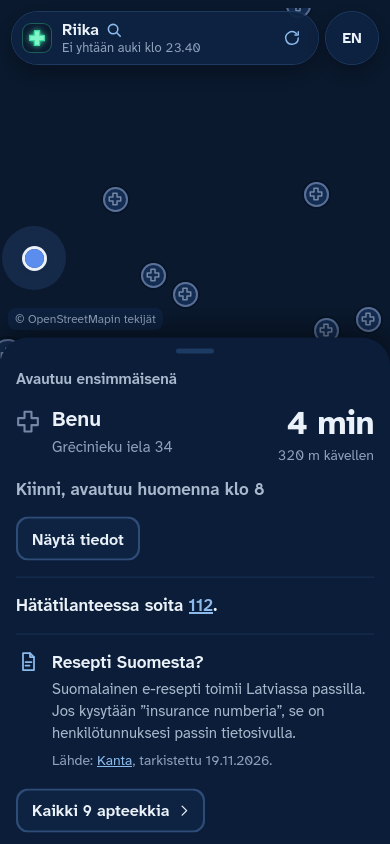 Riika
Ei yhtään auki klo 23.40
EN
© OpenStreetMapin tekijät
Avautuu ensimmäisenä
Benu
4 min
Grēcinieku iela 34
320 m kävellen
Kiinni, avautuu huomenna klo 8
Näytä tiedot
Hätätilanteessa soita 112.
Resepti Suomesta?
Suomalainen e-resepti toimii Latviassa passilla.
Jos kysytään ”insurance numberia”, se on
henkilötunnuksesi passin tietosivulla.
Lähde: Kanta, tarkistettu 19.11.2026.
Kaikki 9 apteekkia